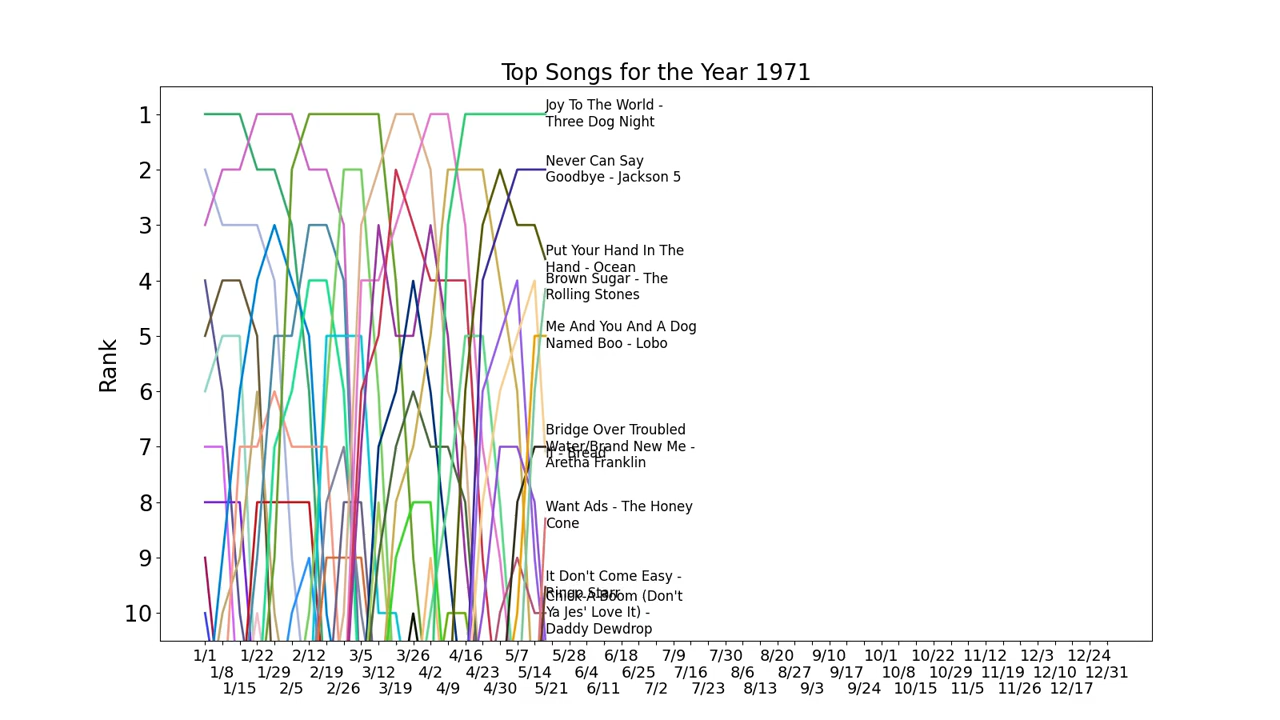 Top Songs for the Year 1971
Rank
1
2
3
4
5
6
7
8
9
10
Joy To The World -
Three Dog Night
Never Can Say
Goodbye - Jackson 5
Put Your Hand In The
Hand - Ocean
Brown Sugar - The
Rolling Stones
Me And You And A Dog
Named Boo - Lobo
Bridge Over Troubled
Water/Brand New Me -
Aretha Franklin
If - Bread
Want Ads - The Honey
Cone
It Don't Come Easy -
Ringo Starr
Chick-A-Boom (Don't
Ya Jes' Love It) -
Daddy Dewdrop
1/1 1/22 2/12 3/5 3/26 4/16 5/7 5/28 6/18 7/9 7/30 8/20 9/10 10/1 10/22 11/12 12/3 12/24
1/8 1/29 2/19 3/12 4/2 4/23 5/14 6/4 6/25 7/16 8/6 8/27 9/17 10/8 10/29 11/19 12/10 12/31
1/15 2/5 2/26 3/19 4/9 4/30 5/21 6/11 7/2 7/23 8/13 9/3 9/24 10/15 11/5 11/26 12/17